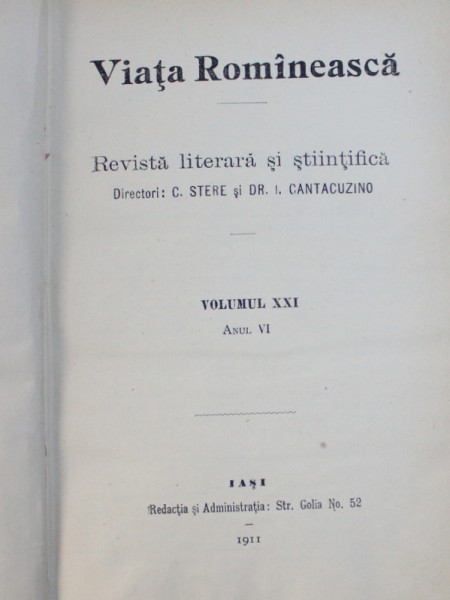 Viaţa Romînească
Revistă literară şi ştiinţifică
Directori: C. STERE şi DR. I. CANTACUZINO
VOLUMUL XXI
ANUL VI
IAŞI
Redacţia şi Administraţia: Str. Golia No. 52
1911